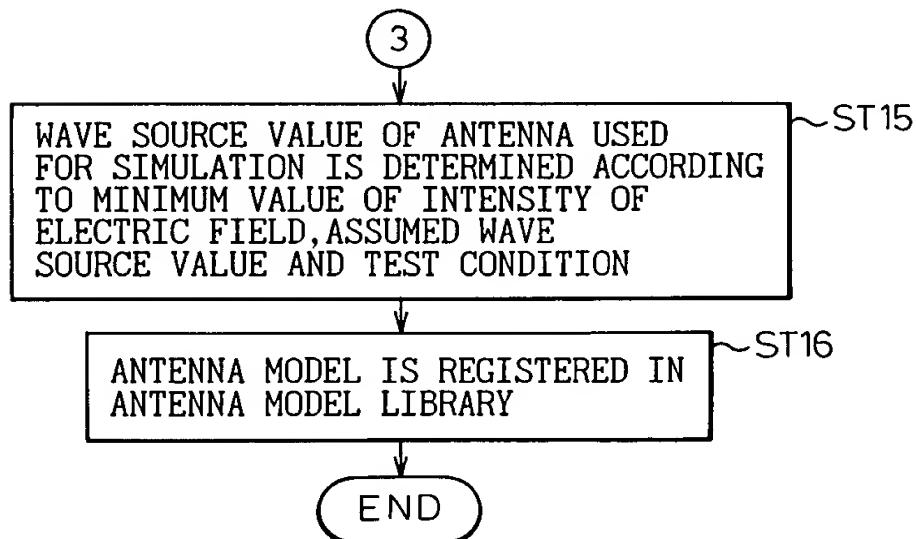 3
WAVE SOURCE VALUE OF ANTENNA USED
FOR SIMULATION IS DETERMINED ACCORDING
TO MINIMUM VALUE OF INTENSITY OF
ELECTRIC FIELD,ASSUMED WAVE
SOURCE VALUE AND TEST CONDITION
ST15
ANTENNA MODEL IS REGISTERED IN
ANTENNA MODEL LIBRARY
ST16
END